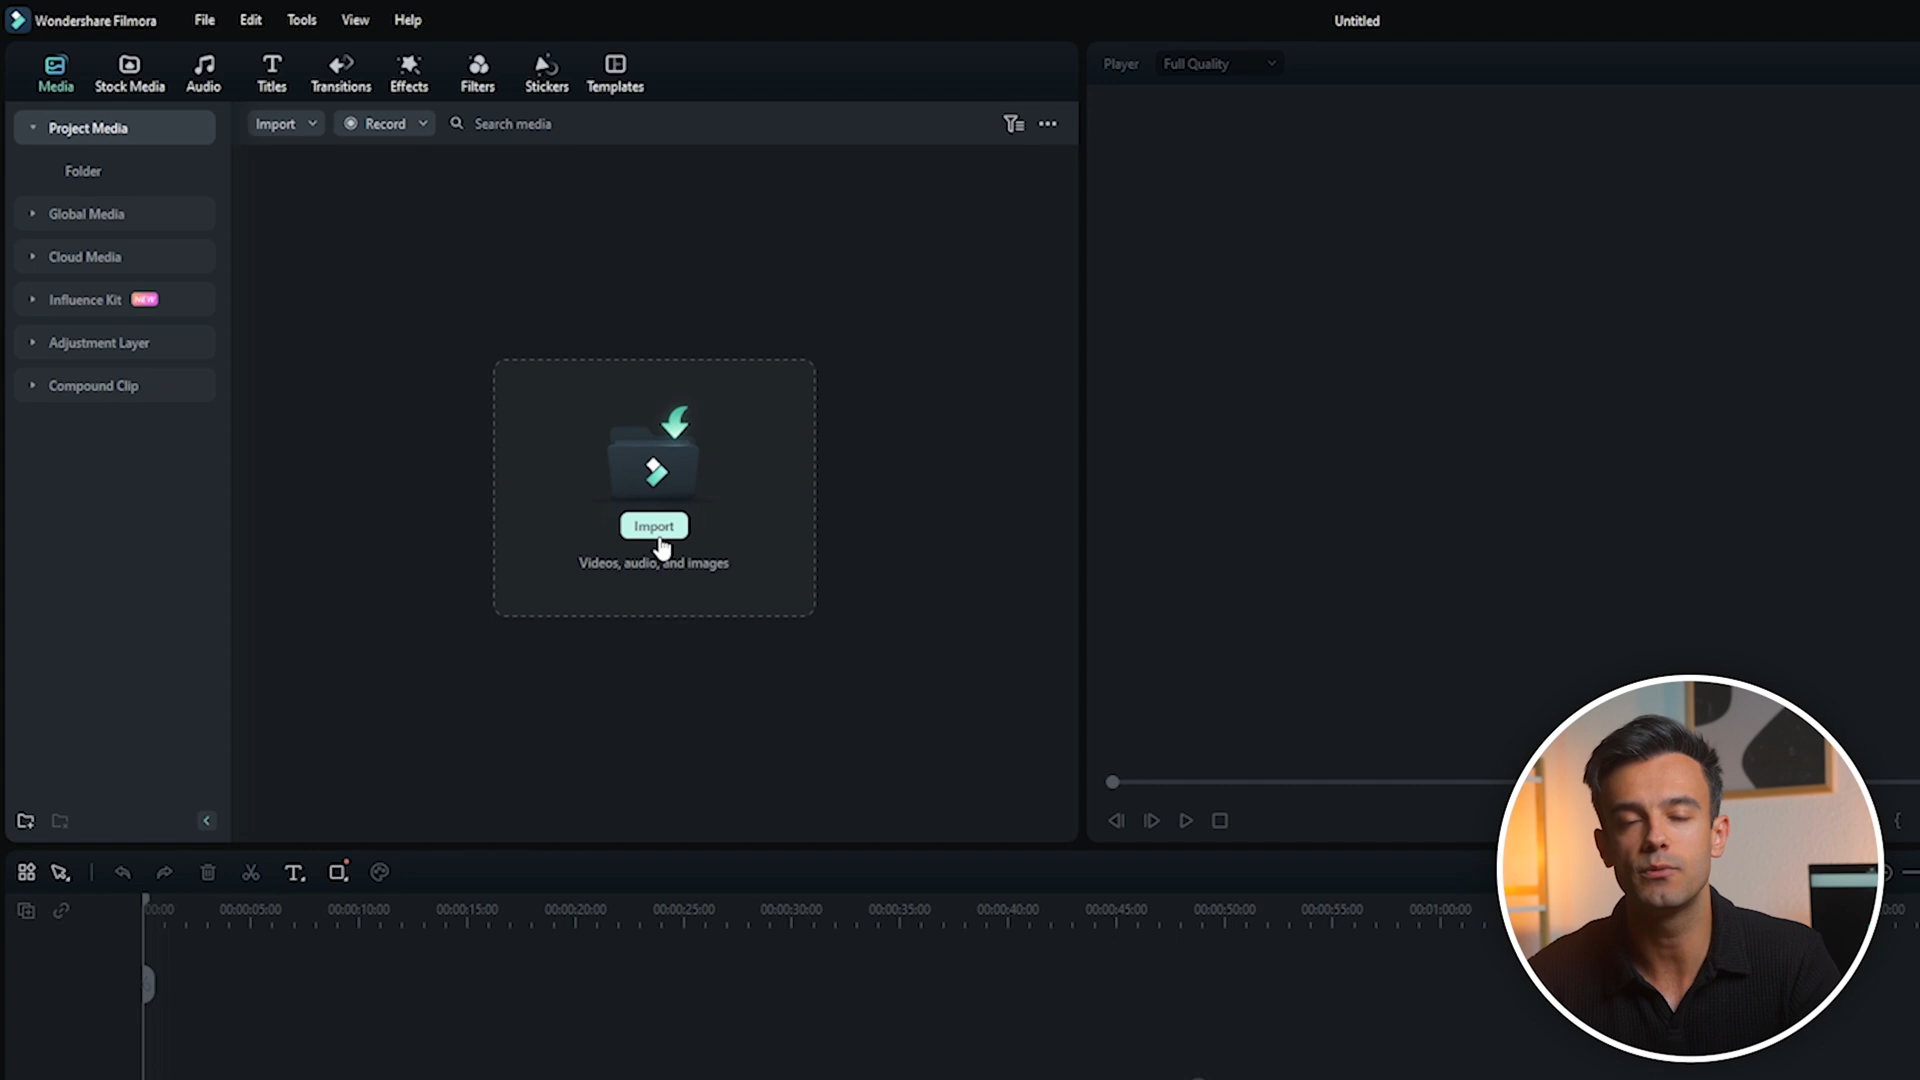 Wondershare Filmora
File
Edit
Tools
View
Help
Untitled
Media
Stock Media
Audio
Titles
Transitions
Effects
Filters
Stickers
Templates
Player
Full Quality
Project Media
Import
Record
Search media
Folder
Global Media
Cloud Media
Influence Kit NEW
Adjustment Layer
Compound Clip
Import
Videos, audio, and images
00:00
00:00:05:00
00:00:10:00
00:00:15:00
00:00:20:00
00:00:25:00
00:00:30:00
00:00:35:00
00:00:40:00
00:00:45:00
00:00:50:00
00:00:55:00
00:01:00:00